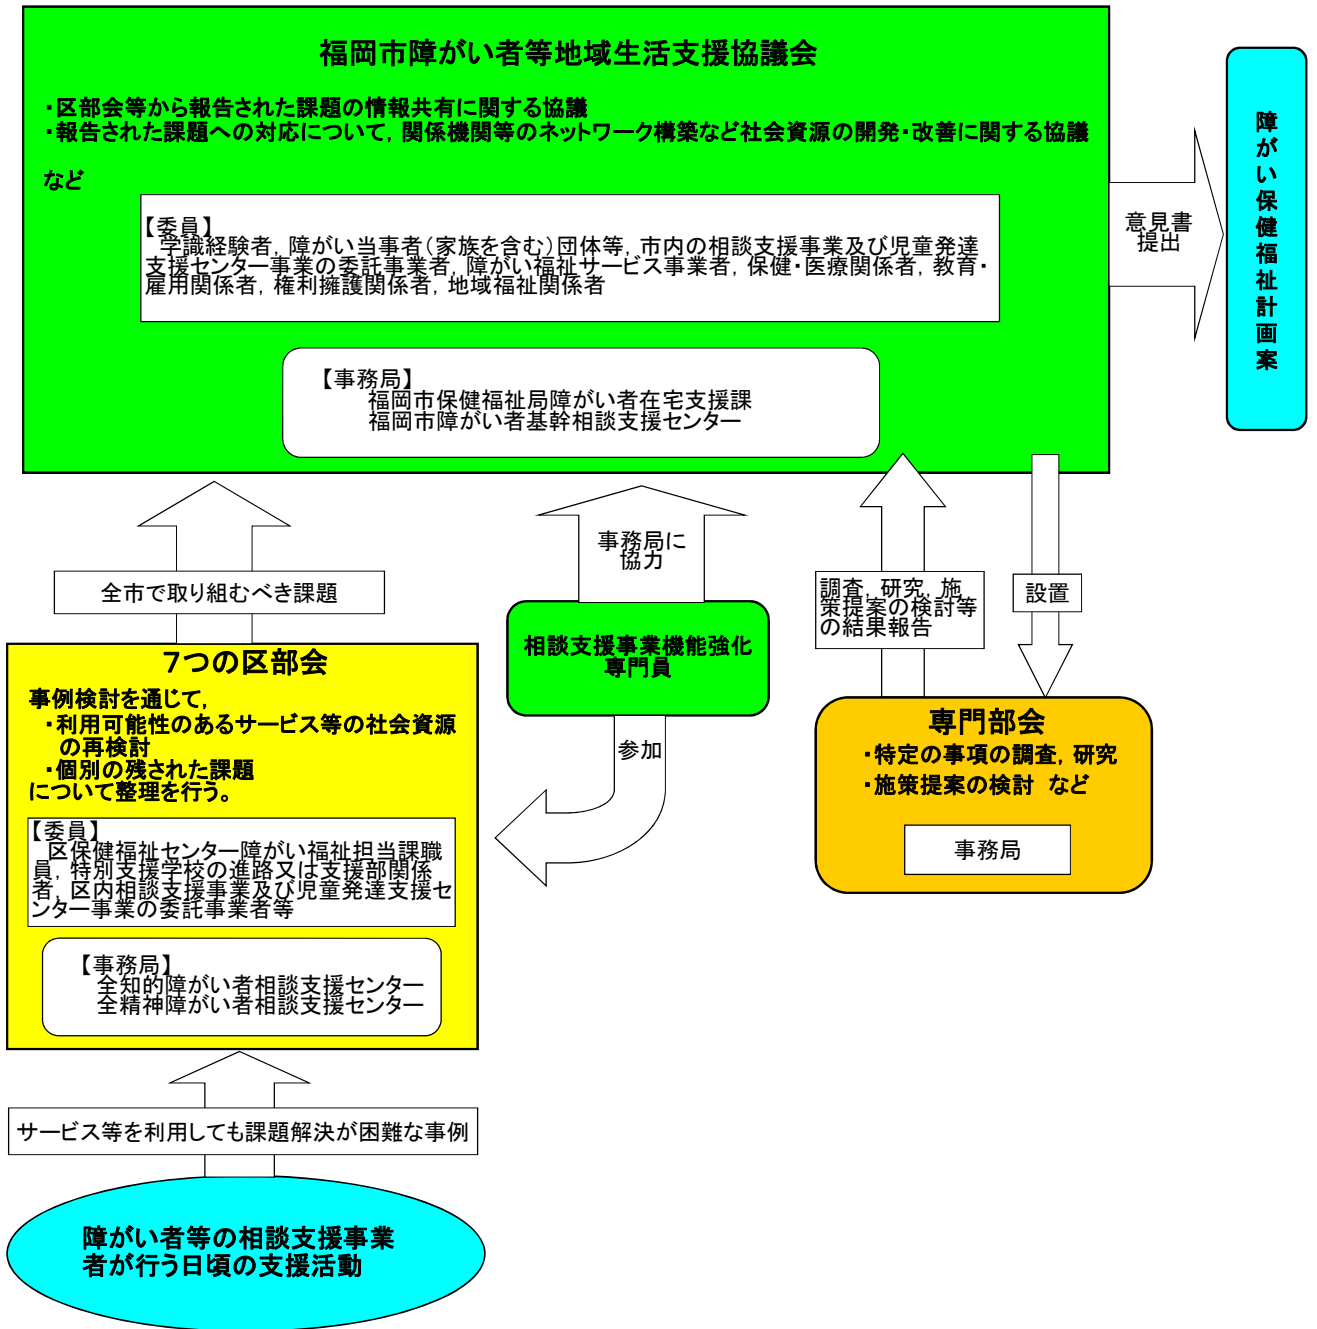 福岡市障がい者等地域生活支援協議会
・区部会等から報告された課題の情報共有に関する協議
・報告された課題への対応について，関係機関等のネットワーク構築など社会資源の開発・改善に関する協議
など
【委員】
学識経験者，障がい当事者（家族を含む）団体等，市内の相談支援事業及び児童発達
支援センター事業の委託事業者，障がい福祉サービス事業者，保健・医療関係者，教育・
雇用関係者，権利擁護関係者，地域福祉関係者
【事務局】
福岡市保健福祉局障がい者在宅支援課
福岡市障がい者基幹相談支援センター
意見書
提出
障がい保健福祉計画案
全市で取り組むべき課題
事務局に
協力
調査，研究，施
策提案の検討等
の結果報告
設置
7つの区部会
事例検討を通じて，
・利用可能性のあるサービス等の社会資源
の再検討
・個別の残された課題
について整理を行う。
【委員】
区保健福祉センター障がい福祉担当課職
員，特別支援学校の進路又は支援部関係
者，区内相談支援事業及び児童発達支援セ
ンター事業の委託事業者等
【事務局】
全知的障がい者相談支援センター
全精神障がい者相談支援センター
相談支援事業機能強化
専門員
参加
専門部会
・特定の事項の調査，研究
・施策提案の検討 など
事務局
サービス等を利用しても課題解決が困難な事例
障がい者等の相談支援事業
者が行う日頃の支援活動